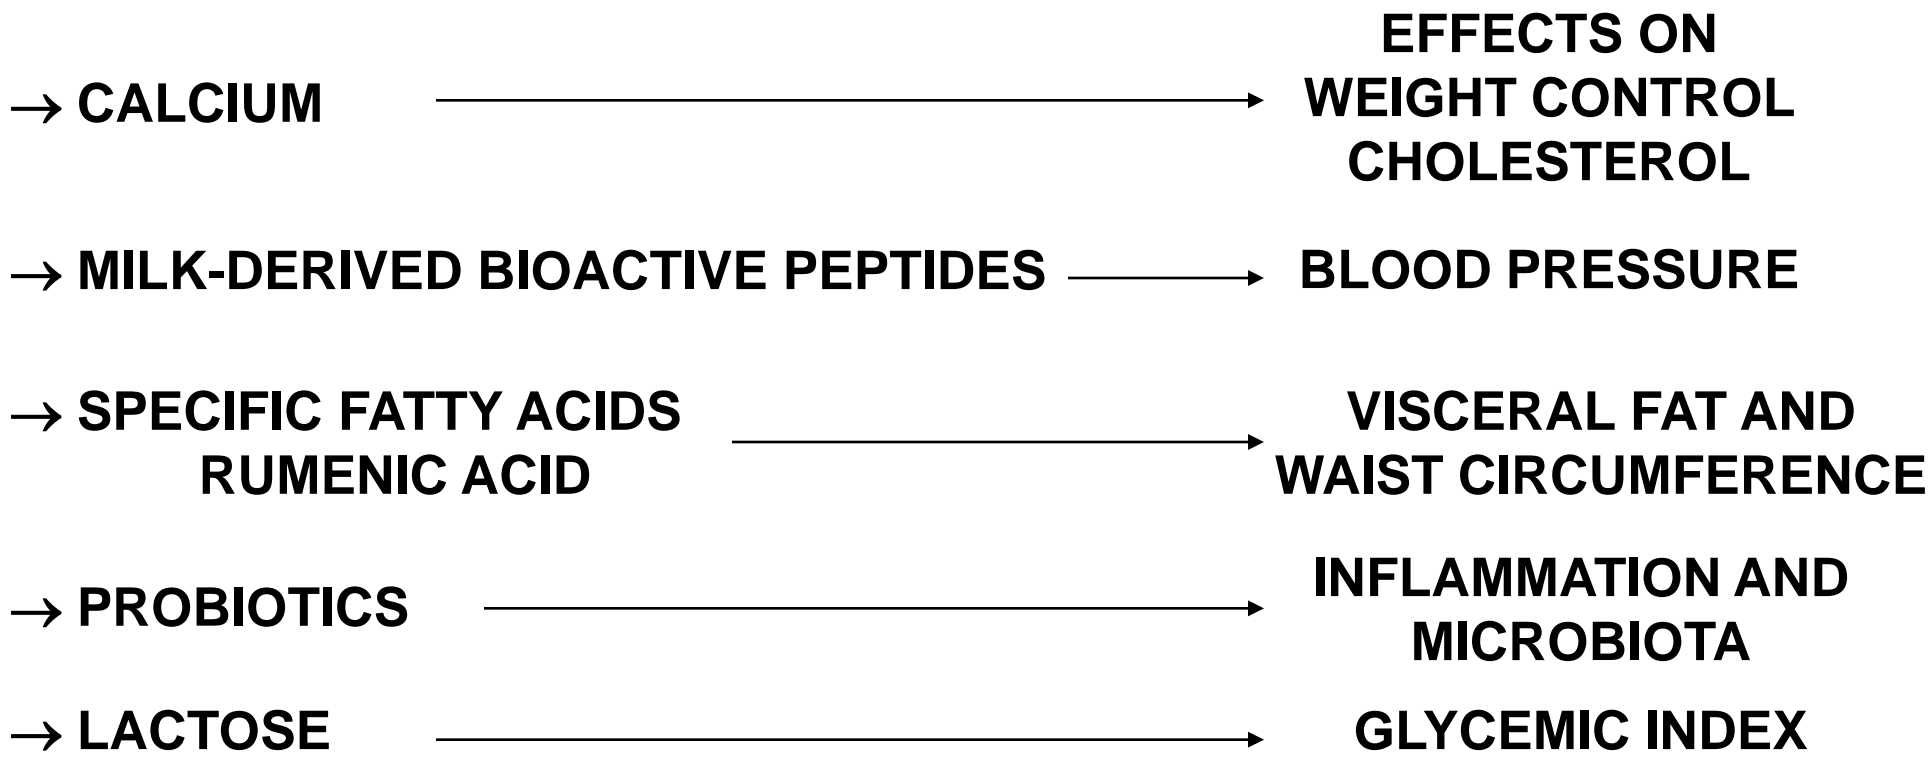 → CALCIUM
EFFECTS ON
WEIGHT CONTROL
CHOLESTEROL
→ MILK-DERIVED BIOACTIVE PEPTIDES
BLOOD PRESSURE
→ SPECIFIC FATTY ACIDS
RUMENIC ACID
VISCERAL FAT AND
WAIST CIRCUMFERENCE
→ PROBIOTICS
INFLAMMATION AND
MICROBIOTA
→ LACTOSE
GLYCEMIC INDEX